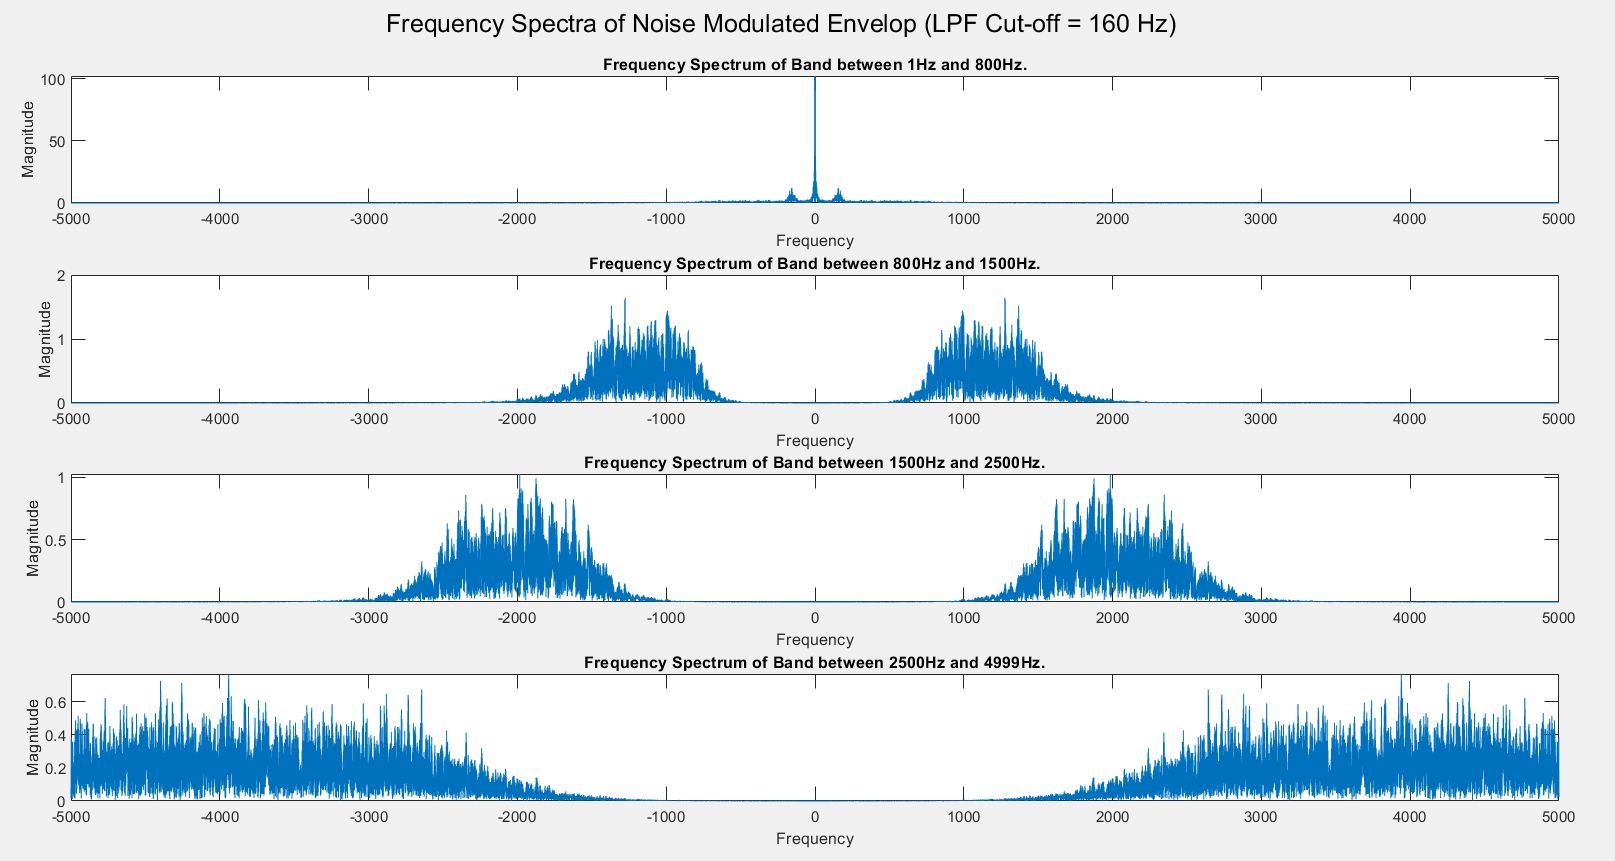 Frequency Spectra of Noise Modulated Envelop (LPF Cut-off = 160 Hz)
Frequency Spectrum of Band between 1Hz and 800Hz.
Magnitude
100
50
0
-5000 -4000 -3000 -2000 -1000 0 1000 2000 3000 4000 5000
Frequency
Frequency Spectrum of Band between 800Hz and 1500Hz.
Magnitude
2
1
0
-5000 -4000 -3000 -2000 -1000 0 1000 2000 3000 4000 5000
Frequency
Frequency Spectrum of Band between 1500Hz and 2500Hz.
Magnitude
1
0.5
0
-5000 -4000 -3000 -2000 -1000 0 1000 2000 3000 4000 5000
Frequency
Frequency Spectrum of Band between 2500Hz and 4999Hz.
Magnitude
0.6
0.4
0.2
0
-5000 -4000 -3000 -2000 -1000 0 1000 2000 3000 4000 5000
Frequency